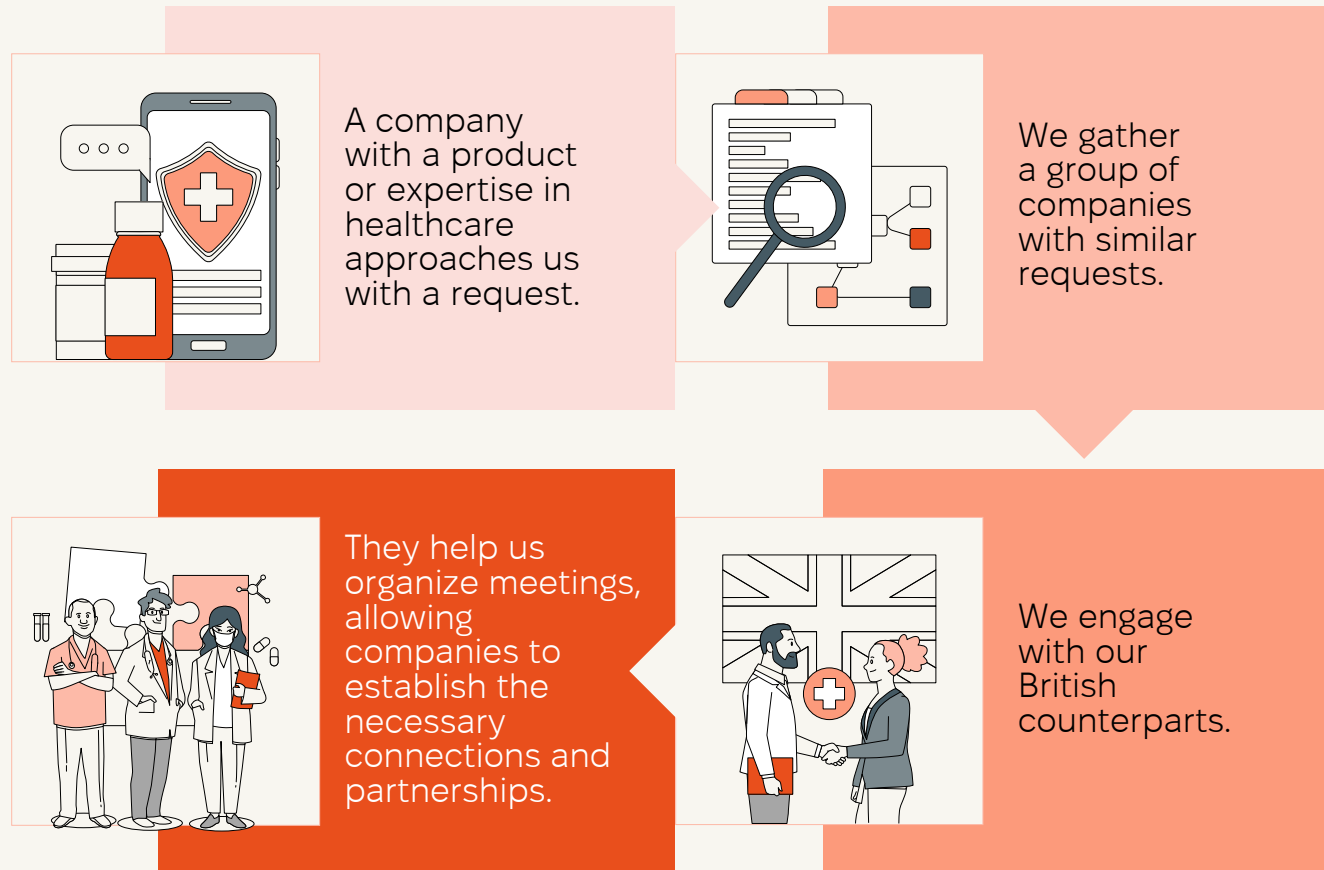 A company
with a product
or expertise in
healthcare
approaches us
with a request.
We gather
a group of
companies
with similar
requests.
We engage
with our
British
counterparts.
They help us
organize meetings,
allowing
companies to
establish the
necessary
connections and
partnerships.